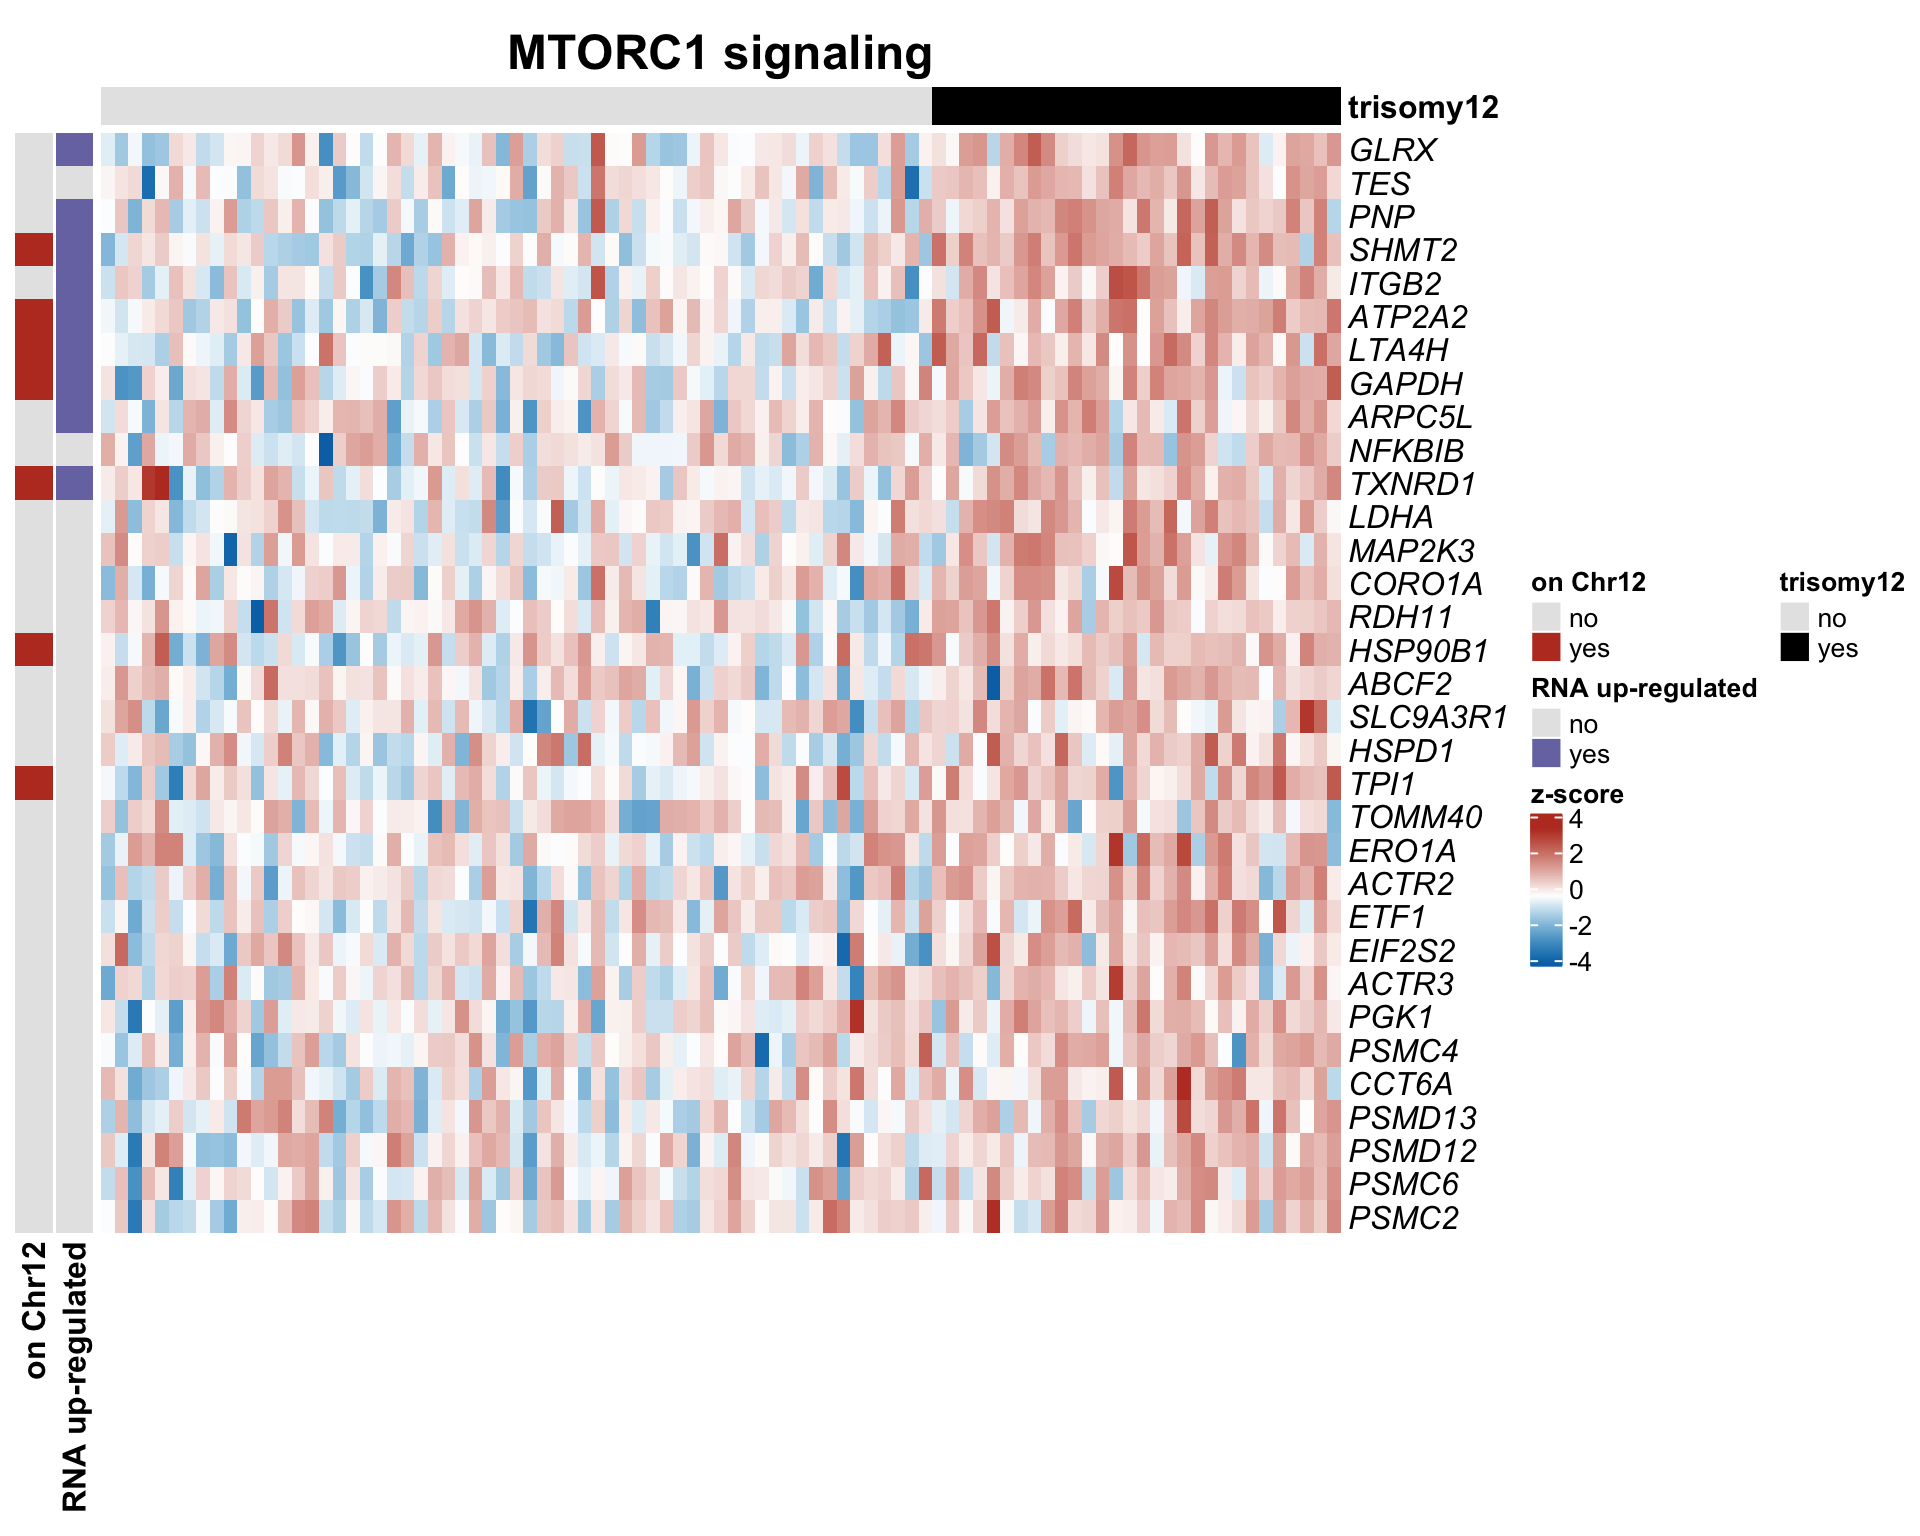 MTORC1 signaling
trisomy12
GLRX
TES
PNP
SHMT2
ITGB2
ATP2A2
LTA4H
GAPDH
ARPC5L
NFKBIB
TXNRD1
LDHA
MAP2K3
CORO1A
RDH11
HSP90B1
ABCF2
SLC9A3R1
HSPD1
TPI1
TOMM40
ERO1A
ACTR2
ETF1
EIF2S2
ACTR3
PGK1
PSMC4
CCT6A
PSMD13
PSMD12
PSMC6
PSMC2
on Chr12
RNA up-regulated
on Chr12
no
yes
RNA up-regulated
no
yes
z-score
4
2
0
-2
-4
trisomy12
no
yes